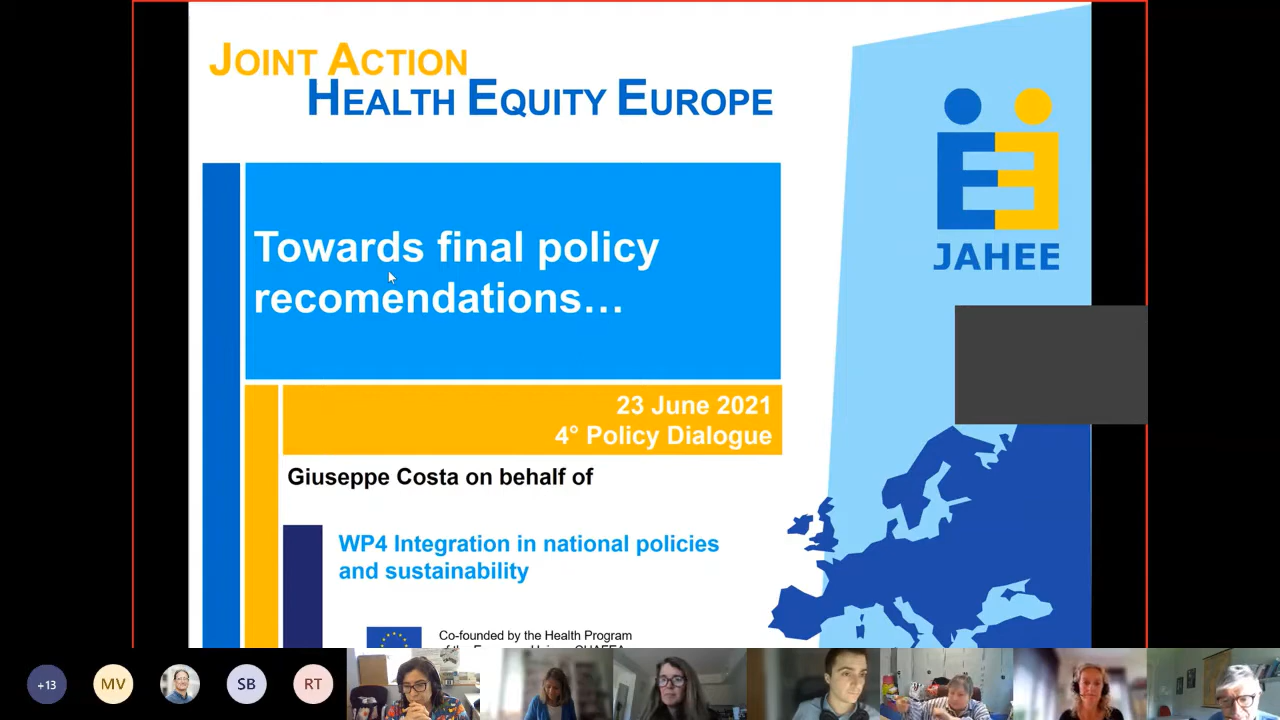 JOINT ACTION
HEALTH EQUITY EUROPE
JAHEE
Towards final policy
recomendations…
23 June 2021
4° Policy Dialogue
Giuseppe Costa on behalf of
WP4 Integration in national policies
and sustainability
Co-founded by the Health Program
+13
MV
SB
RT